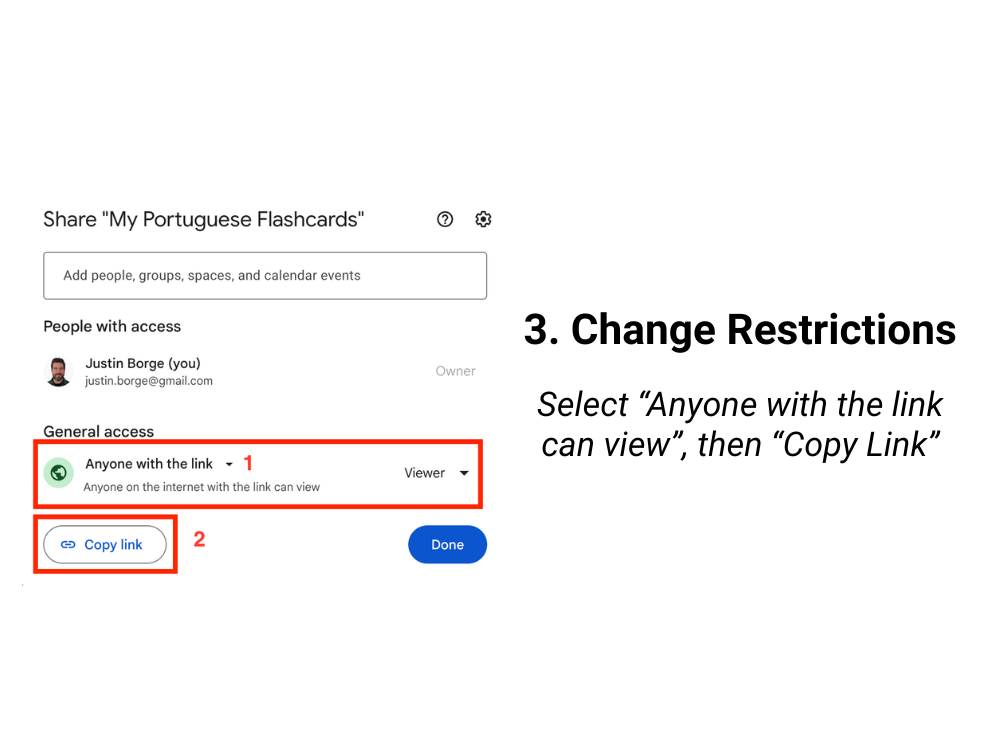 Share "My Portuguese Flashcards"
Add people, groups, spaces, and calendar events
People with access
Justin Borge (you)
justin.borge@gmail.com
Owner
General access
Anyone with the link
1
Anyone on the internet with the link can view
Viewer
Copy link
2
Done
3. Change Restrictions
Select “Anyone with the link
can view”, then “Copy Link”